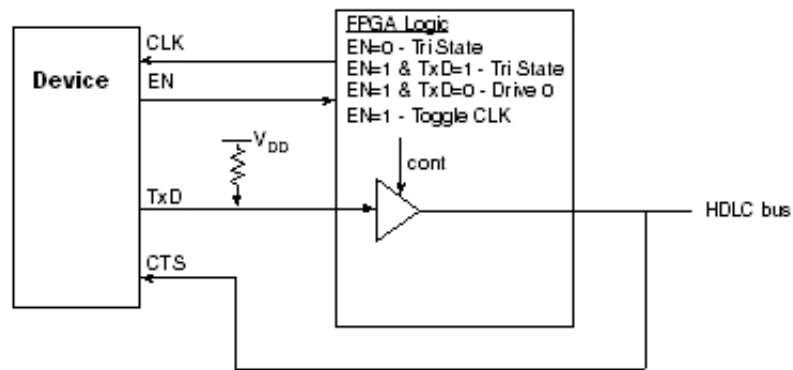 FPGA Logic
EN=0 - Tri State
EN=1 & TxD=1 - Tri State
EN=1 & TxD=0 - Drive 0
EN=1 - Toggle CLK
CLK
Device
EN
VDD
cont
TxD
HDLC bus
CTS